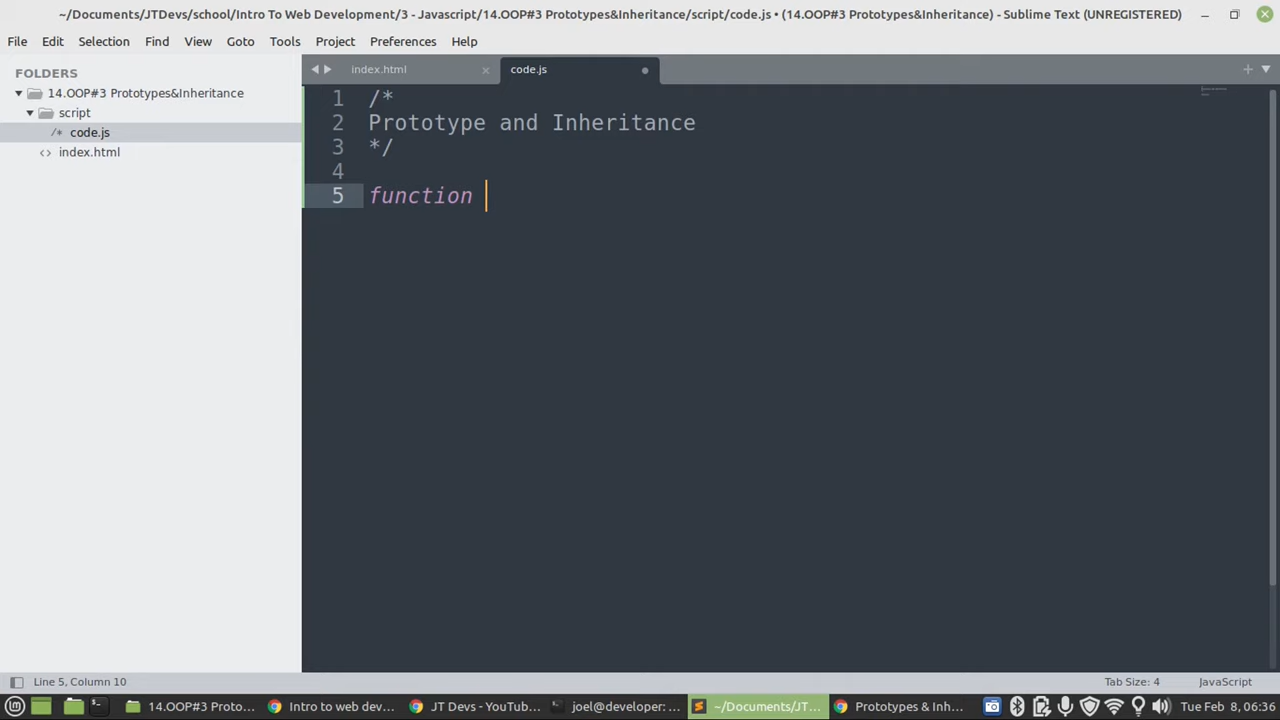 ~/Documents/JTDevs/school/Intro To Web Development/3 - Javascript/14.OOP#3 Prototypes&Inheritance/script/code.js • (14.OOP#3 Prototypes&Inheritance) - Sublime Text (UNREGISTERED)
File Edit Selection Find View Goto Tools Project Preferences Help
FOLDERS
14.OOP#3 Prototypes&Inheritance
script
/* code.js
<> index.html
index.html × code.js
1 /*
2 Prototype and Inheritance
3 */
4
5 function
Line 5, Column 10
Tab Size: 4 JavaScript
14.OOP#3 Proto... Intro to web dev... JT Devs - YouTub... joel@developer: ... ~/Documents/JT... Prototypes & Inh... Tue Feb 8, 06:36